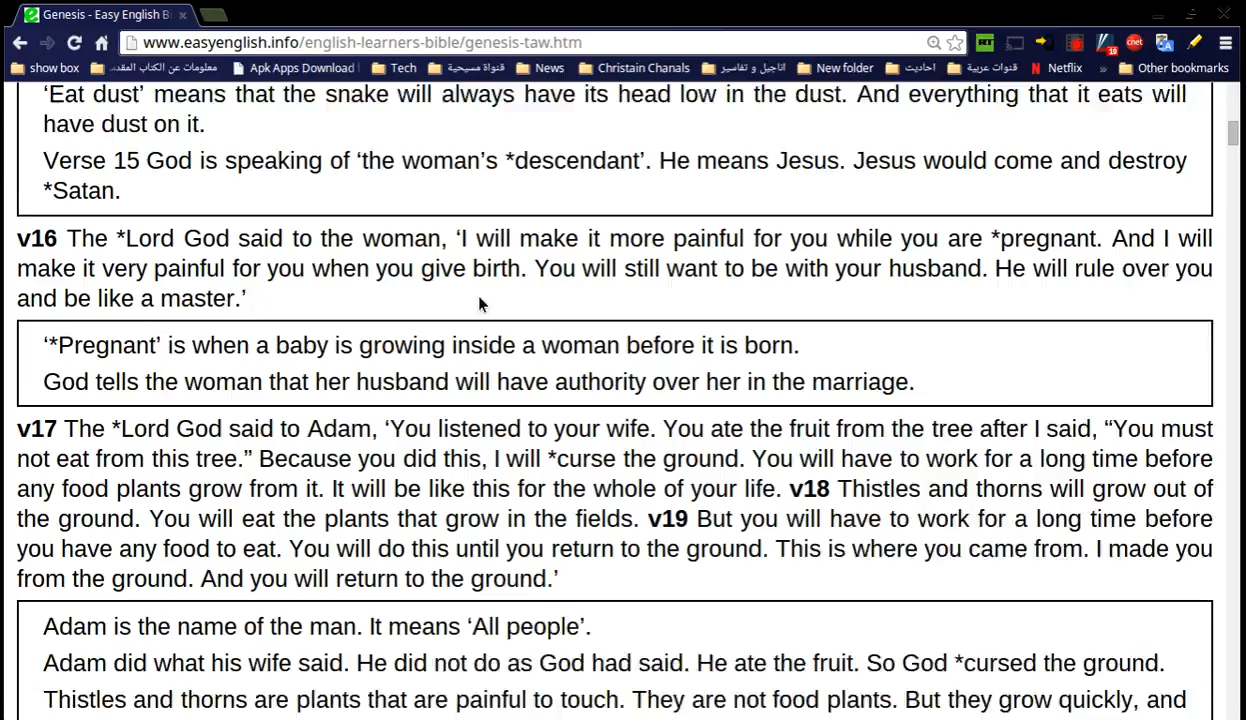 Genesis - Easy English B
www.easyenglish.info/english-learners-bible/genesis-taw.htm
show box معلومات عن الكتاب المقد.. Apk Apps Download Tech قنواة مسيحية News Christain Chanals اناجيل و تفاسير New folder احاديث قنوات عربية Netflix » Other bookmarks
‘Eat dust’ means that the snake will always have its head low in the dust. And everything that it eats will
have dust on it.
Verse 15 God is speaking of ‘the woman’s *descendant’. He means Jesus. Jesus would come and destroy
*Satan.
v16 The *Lord God said to the woman, ‘I will make it more painful for you while you are *pregnant. And I will
make it very painful for you when you give birth. You will still want to be with your husband. He will rule over you
and be like a master.’
‘*Pregnant’ is when a baby is growing inside a woman before it is born.
God tells the woman that her husband will have authority over her in the marriage.
v17 The *Lord God said to Adam, ‘You listened to your wife. You ate the fruit from the tree after I said, “You must
not eat from this tree.” Because you did this, I will *curse the ground. You will have to work for a long time before
any food plants grow from it. It will be like this for the whole of your life. v18 Thistles and thorns will grow out of
the ground. You will eat the plants that grow in the fields. v19 But you will have to work for a long time before
you have any food to eat. You will do this until you return to the ground. This is where you came from. I made you
from the ground. And you will return to the ground.’
Adam is the name of the man. It means ‘All people’.
Adam did what his wife said. He did not do as God had said. He ate the fruit. So God *cursed the ground.
Thistles and thorns are plants that are painful to touch. They are not food plants. But they grow quickly, and